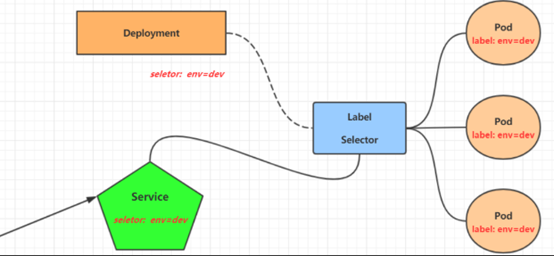 Deployment
seletor: env=dev
Label
Selector
Service
seletor: env=dev
Pod
label: env=dev
Pod
label: env=dev
Pod
label: env=dev